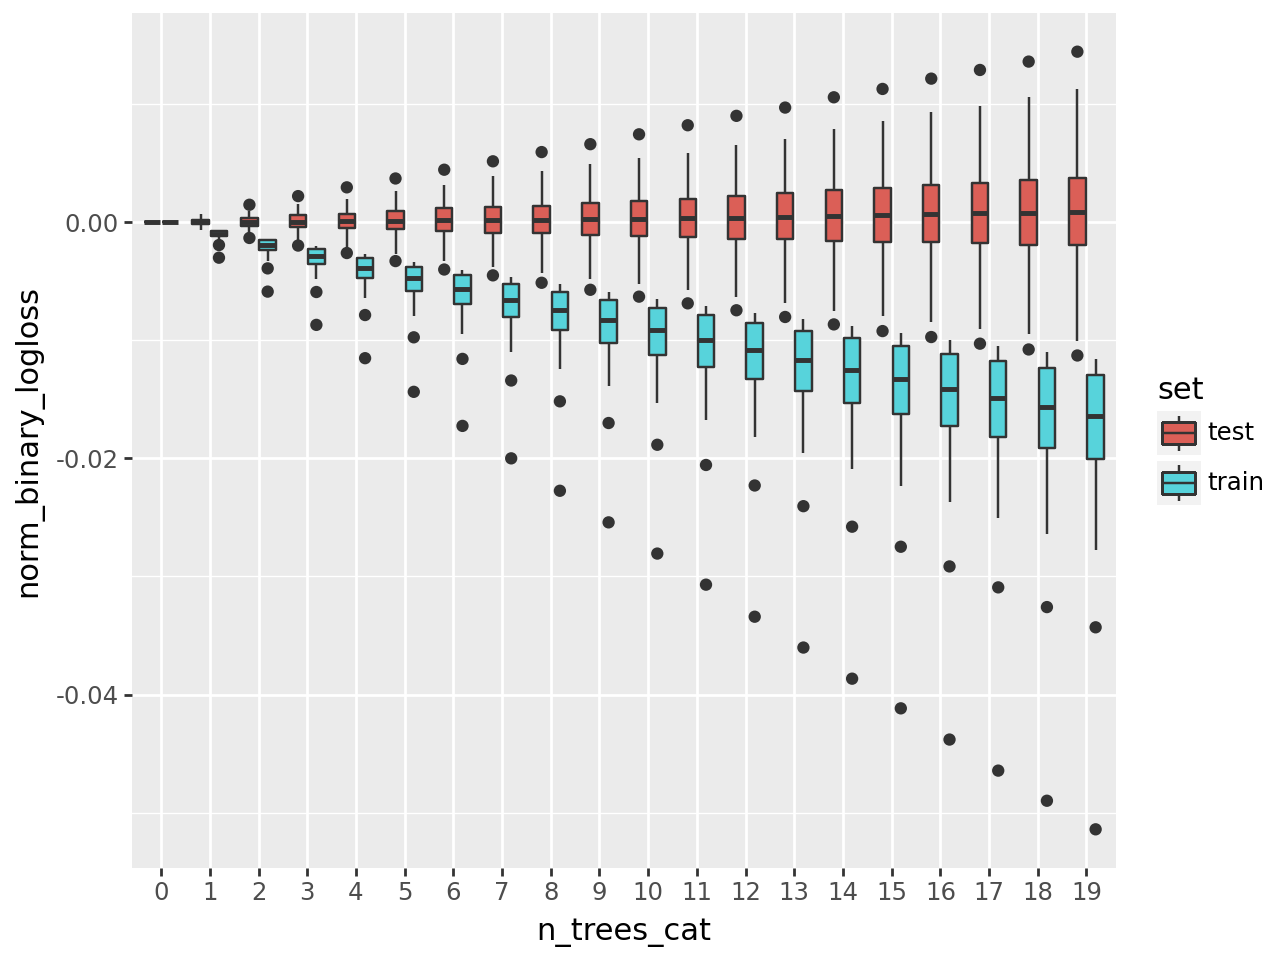 norm_binary_logloss
0.00
-0.02
-0.04
0 1 2 3 4 5 6 7 8 9 10 11 12 13 14 15 16 17 18 19
n_trees_cat
set
test
train